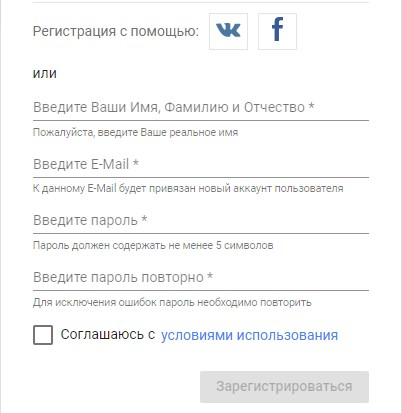 Регистрация с помощью:
или
Введите Ваши Имя, Фамилию и Отчество *
Пожалуйста, введите Ваше реальное имя
Введите E-Mail *
К данному E-Mail будет привязан новый аккаунт пользователя
Введите пароль *
Пароль должен содержать не менее 5 символов
Введите пароль повторно *
Для исключения ошибок пароль необходимо повторить
Соглашаюсь с условиями использования
Зарегистрироваться